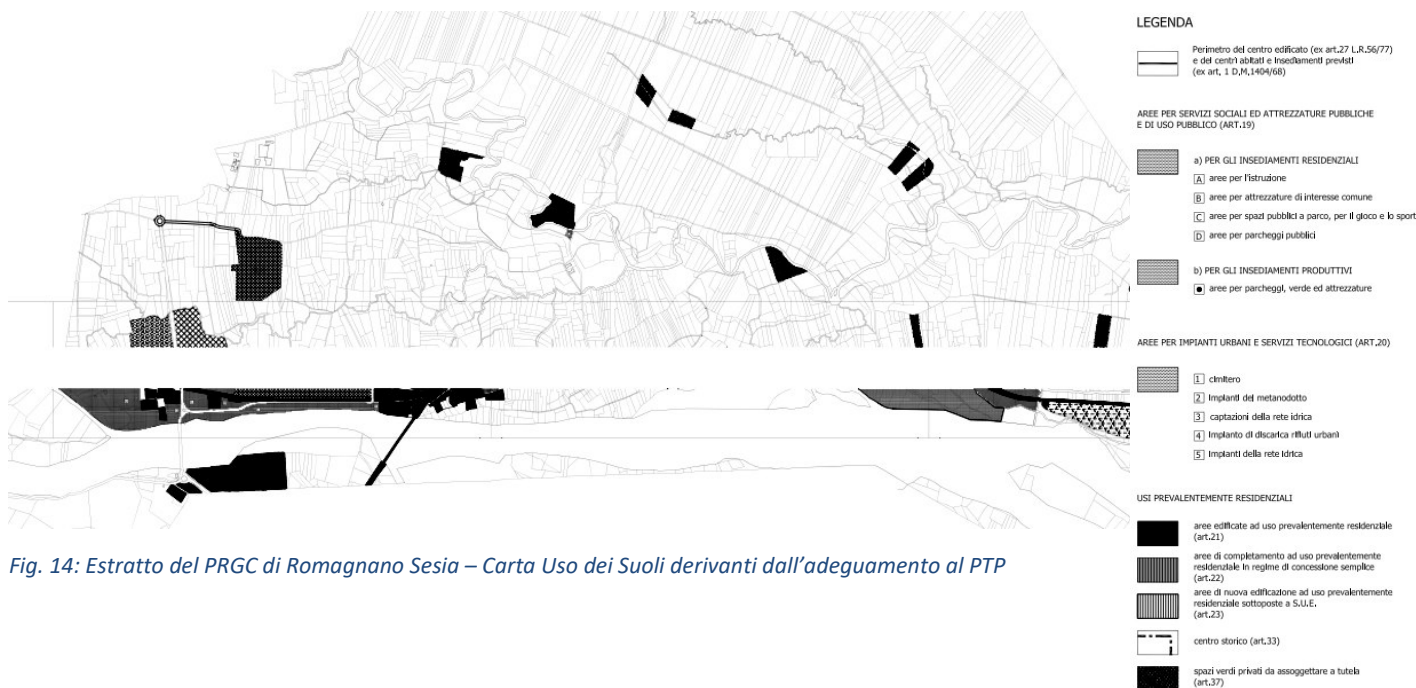 LEGENDA
Perimetro del centro edificato (ex art.27 L.R.56/77)
e dei centri abitati e insediamenti previsti
(ex art. 1 D.M.1404/68)
AREE PER SERVIZI SOCIALI ED ATTREZZATURE PUBBLICHE
E DI USO PUBBLICO (ART.19)
a) PER GLI INSEDIAMENTI RESIDENZIALI
A aree per l'istruzione
B aree per attrezzature di interesse comune
C aree per spazi pubblici a parco, per il gioco e lo sport
D aree per parcheggi pubblici
b) PER GLI INSEDIAMENTI PRODUTTIVI
● aree per parcheggi, verde ed attrezzature
AREE PER IMPIANTI URBANI E SERVIZI TECNOLOGICI (ART.20)
1 cimitero
2 impianti del metanodotto
3 captazioni della rete idrica
4 impianto di discarica rifiuti urbani
5 impianti della rete idrica
USI PREVALENTEMENTE RESIDENZIALI
aree edificate ad uso prevalentemente residenziale
(art.21)
aree di completamento ad uso prevalentemente
residenziale in regime di concessione semplice
(art.22)
aree di nuova edificazione ad uso prevalentemente
residenziale sottoposte a S.U.E.
(art.23)
centro storico (art.33)
spazi verdi privati da assoggettare a tutela
(art.37)
Fig. 14: Estratto del PRGC di Romagnano Sesia – Carta Uso dei Suoli derivanti dall'adeguamento al PTP